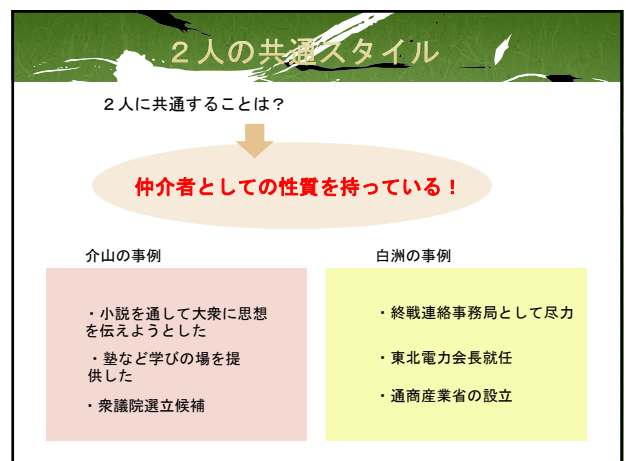 ２人の共通スタイル
２人に共通することは？
仲介者としての性質を持っている！
介山の事例
・小説を通して大衆に思想
を伝えようとした
・塾など学びの場を提
供した
・衆議院選立候補
白洲の事例
・終戦連絡事務局として尽力
・東北電力会長就任
・通商産業省の設立